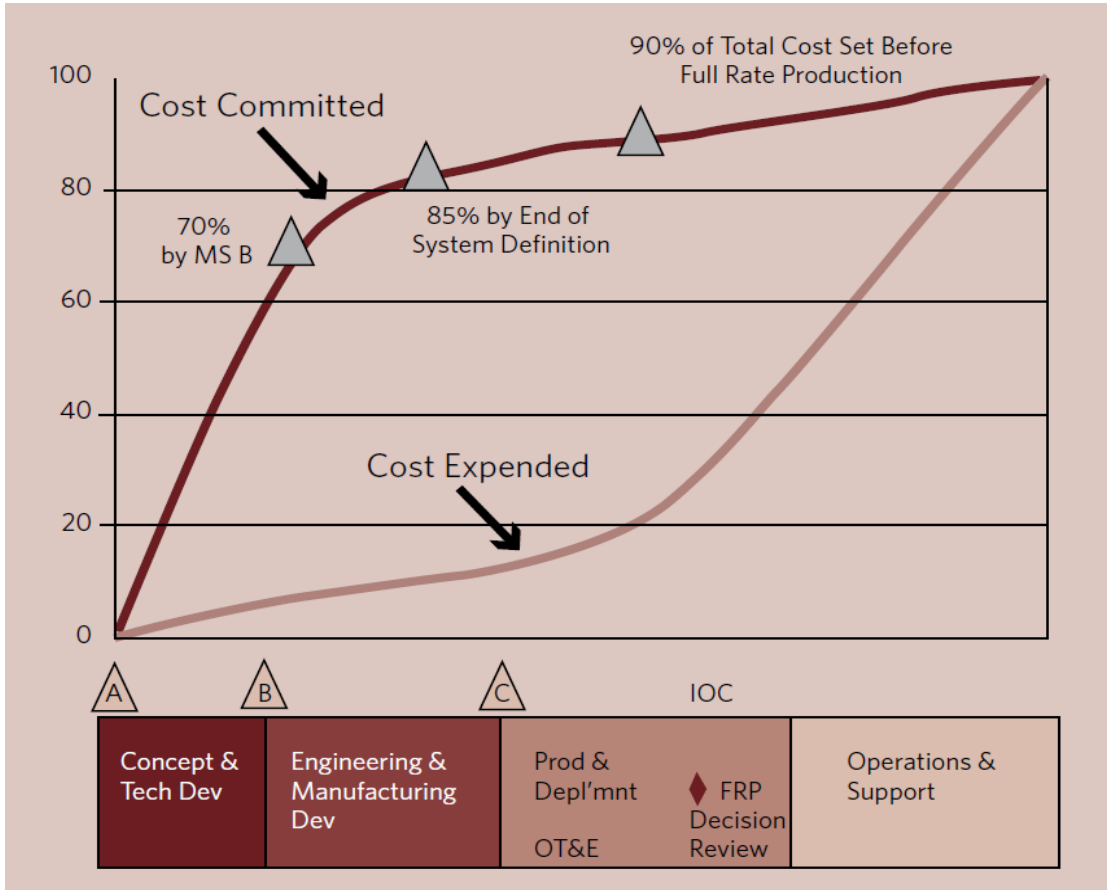 90% of Total Cost Set Before
Full Rate Production
100
Cost Committed
80
70%
by MS B
85% by End of
System Definition
60
40
Cost Expended
20
0
A
B
C
IOC
Concept &
Tech Dev
Engineering &
Manufacturing
Dev
Prod &
Depl'mnt
OT&E
FRP
Decision
Review
Operations &
Support